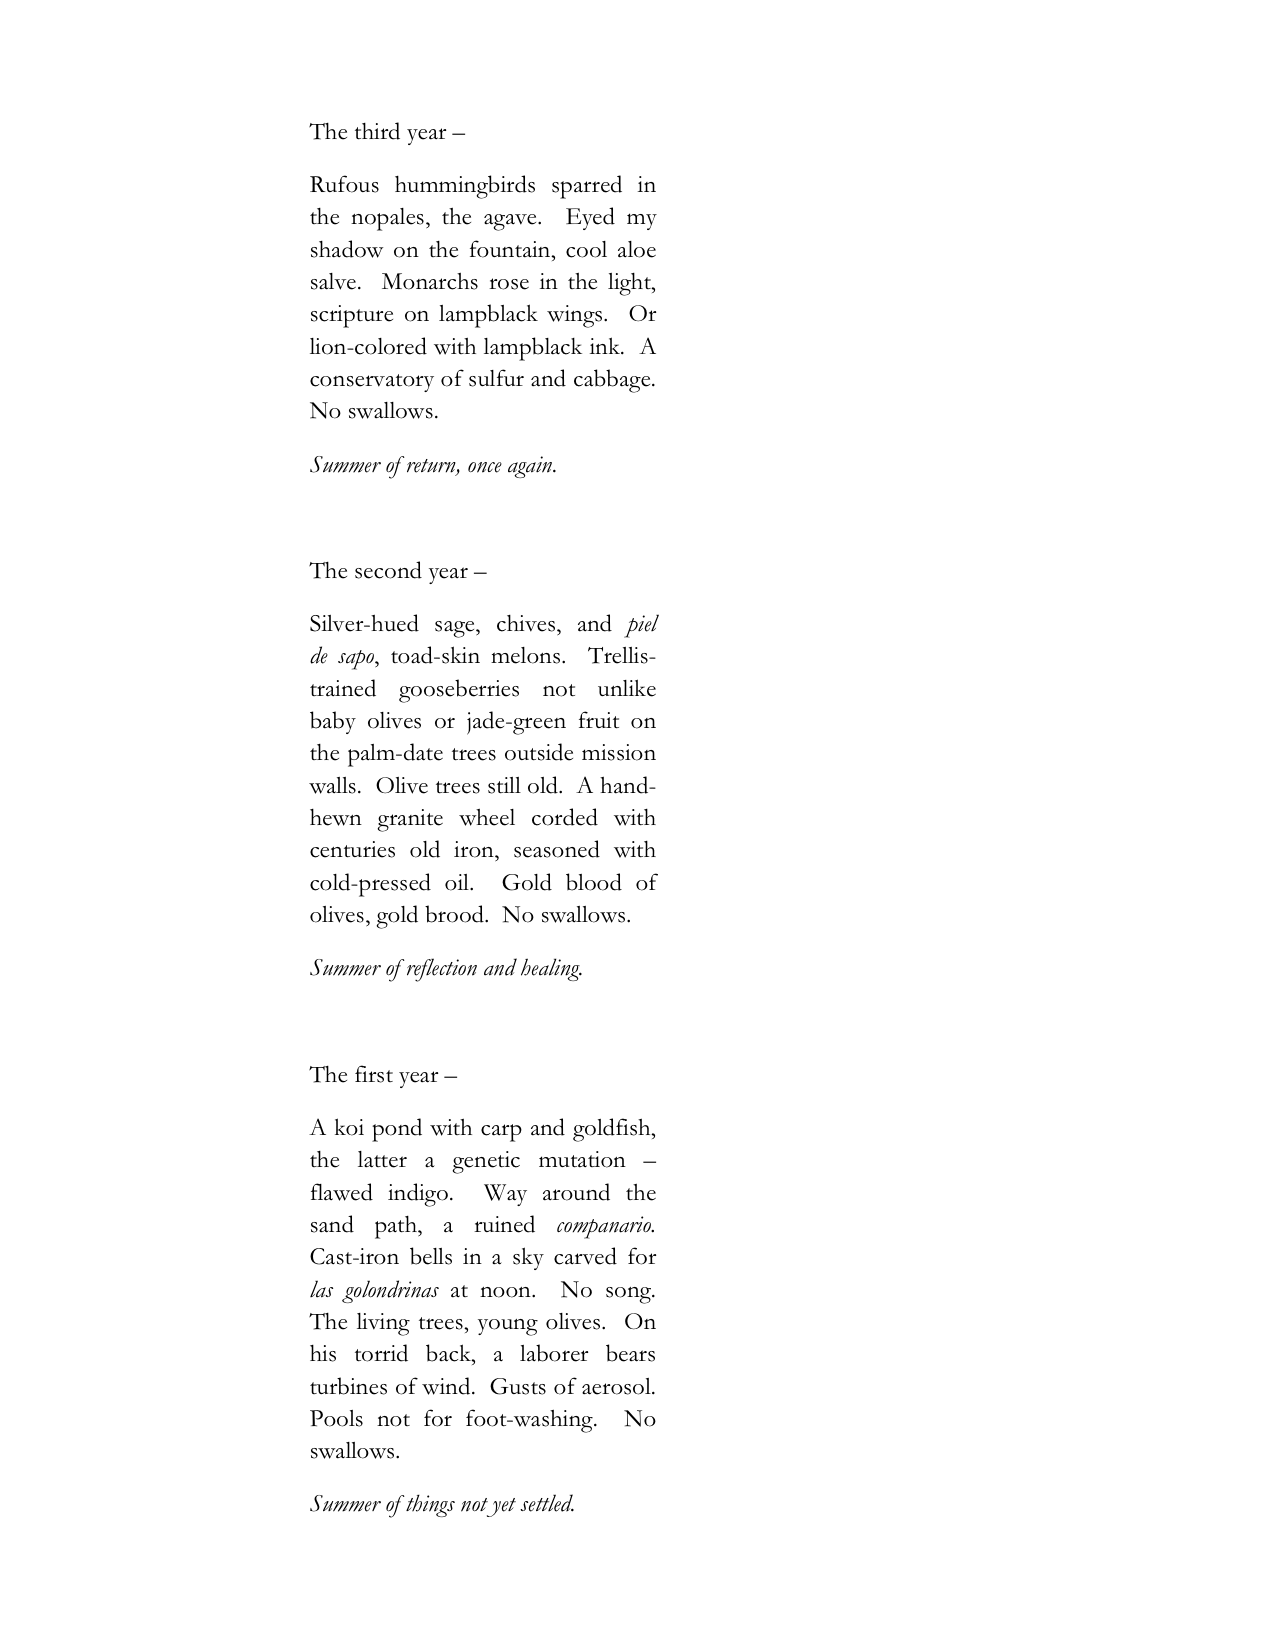 The third year –
Rufous hummingbirds sparred in
the nopales, the agave.  Eyed my
shadow on the fountain, cool aloe
salve.  Monarchs rose in the light,
scripture on lampblack wings.  Or
lion-colored with lampblack ink.  A
conservatory of sulfur and cabbage.
No swallows.
Summer of return, once again.
The second year –
Silver-hued sage, chives, and piel
de sapo, toad-skin melons.  Trellis-
trained gooseberries not unlike
baby olives or jade-green fruit on
the palm-date trees outside mission
walls.  Olive trees still old.  A hand-
hewn granite wheel corded with
centuries old iron, seasoned with
cold-pressed oil.  Gold blood of
olives, gold brood.  No swallows.
Summer of reflection and healing.
The first year –
A koi pond with carp and goldfish,
the latter a genetic mutation –
flawed indigo.  Way around the
sand path, a ruined companario.
Cast-iron bells in a sky carved for
las golondrinas at noon.  No song.
The living trees, young olives.  On
his torrid back, a laborer bears
turbines of wind.  Gusts of aerosol.
Pools not for foot-washing.  No
swallows.
Summer of things not yet settled.